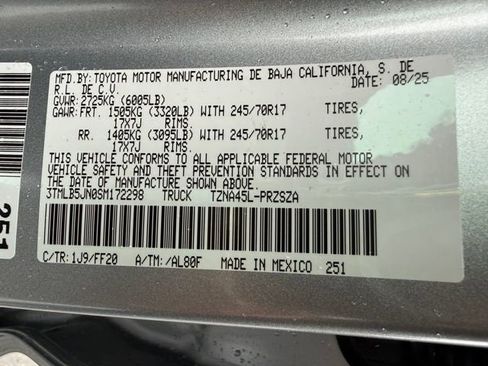 MFD.BY: TOYOTA MOTOR MANUFACTURING DE BAJA CALIFORNIA, S. DE
R.L. DE C.V. DATE: 08/25
GVWR: 2725KG (6005LB)
GAWR: FRT. 1505KG (3320LB) WITH 245/70R17 TIRES,
17X7J RIMS.
RR. 1405KG (3095LB) WITH 245/70R17 TIRES,
17X7J RIMS.
THIS VEHICLE CONFORMS TO ALL APPLICABLE FEDERAL MOTOR
VEHICLE SAFETY AND THEFT PREVENTION STANDARDS IN EFFECT ON
THE DATE OF MANUFACTURE SHOWN ABOVE.
3TMLB5JN0SM172298 TRUCK TZNA45L-PRZSZA
C/TR: 1J9/FF20 A/TM: /AL80F MADE IN MEXICO 251
251